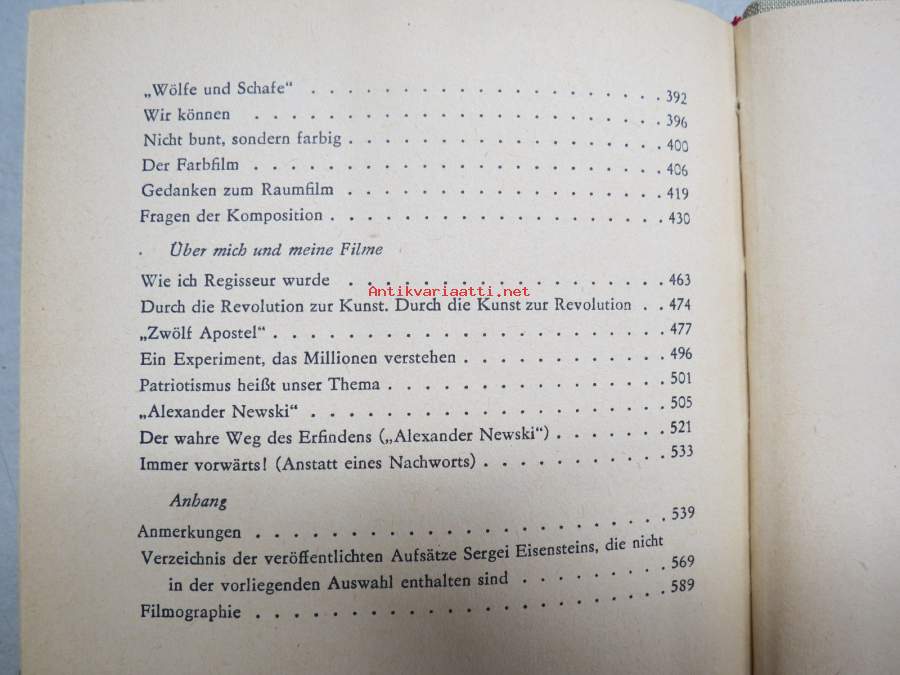 „Wölfe und Schafe“ . . . . . . . . . . . . . . . . . . . 392
Wir können . . . . . . . . . . . . . . . . . . . . . . 396
Nicht bunt, sondern farbig . . . . . . . . . . . . . . . . . 400
Der Farbfilm . . . . . . . . . . . . . . . . . . . . . . 406
Gedanken zum Raumfilm . . . . . . . . . . . . . . . . . 419
Fragen der Komposition . . . . . . . . . . . . . . . . . . 430
Über mich und meine Filme
Wie ich Regisseur wurde . . . . . . . . . . . . . . . . . 463
Antikvariaatti.net
Durch die Revolution zur Kunst. Durch die Kunst zur Revolution . . 474
„Zwölf Apostel“ . . . . . . . . . . . . . . . . . . . . . 477
Ein Experiment, das Millionen verstehen . . . . . . . . . . . 496
Patriotismus heißt unser Thema . . . . . . . . . . . . . . . 501
„Alexander Newski“ . . . . . . . . . . . . . . . . . . . 505
Der wahre Weg des Erfindens („Alexander Newski“) . . . . . . 521
Immer vorwärts! (Anstatt eines Nachworts) . . . . . . . . . . 533
Anhang
Anmerkungen . . . . . . . . . . . . . . . . . . . . . . 539
Verzeichnis der veröffentlichten Aufsätze Sergei Eisensteins, die nicht
in der vorliegenden Auswahl enthalten sind . . . . . . . . 569
Filmographie . . . . . . . . . . . . . . . . . . . . . . 589